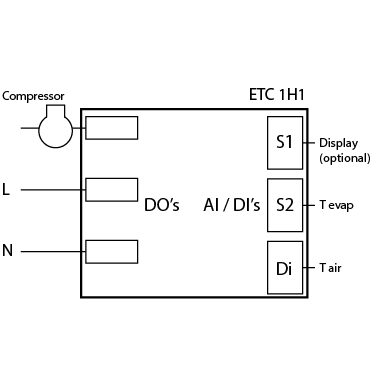 Compressor
ETC 1H1
S1
Display
(optional)
L
DO's
AI / DI's
S2
T evap
N
Di
T air